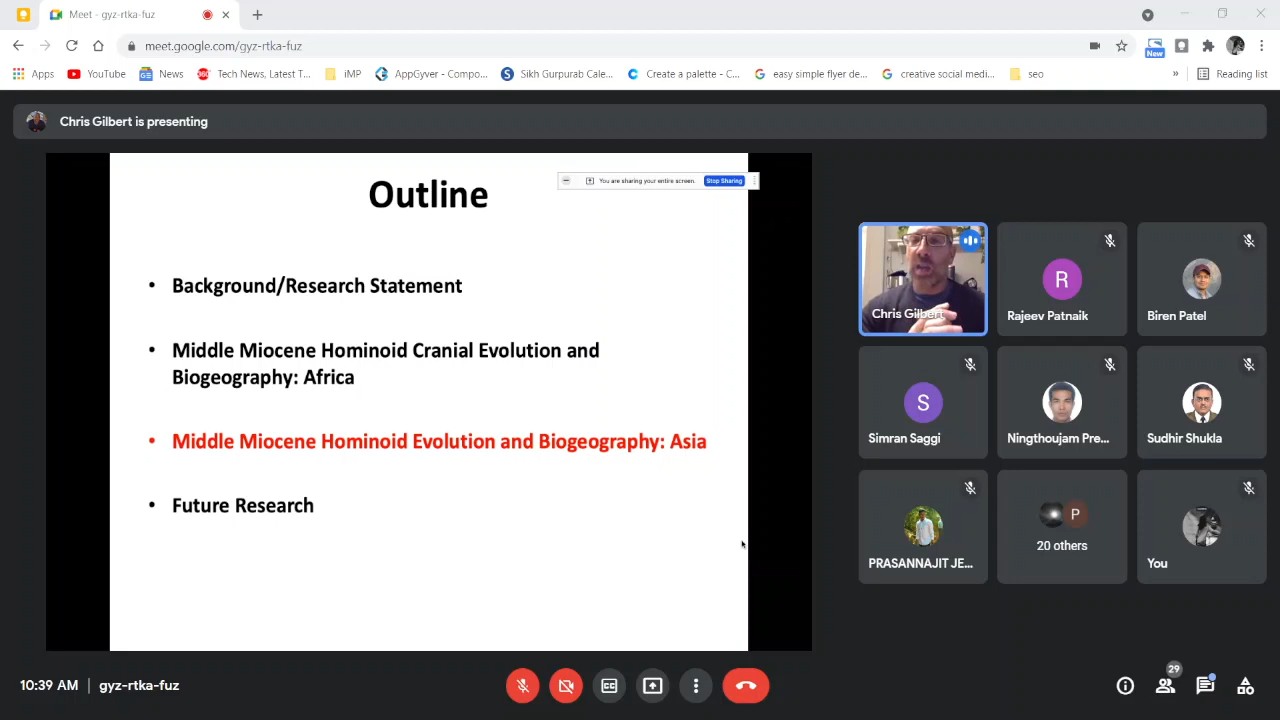 Meet - gyz-rtka-fuz
meet.google.com/gyz-rtka-fuz
New
Apps
YouTube
News
Tech News, Latest T...
iMP
AppGyver - Compo...
Sikh Gurpurab Cale...
Create a palette - C...
easy simple flyer de...
creative social medi...
seo
»
Reading list
Chris Gilbert is presenting
You are sharing your entire screen.
Stop Sharing
Outline
• Background/Research Statement
• Middle Miocene Hominoid Cranial Evolution and
Biogeography: Africa
• Middle Miocene Hominoid Evolution and Biogeography: Asia
• Future Research
Chris Gilbert
R
Rajeev Patnaik
Biren Patel
S
Simran Saggi
Ningthoujam Pre...
Sudhir Shukla
PRASANNAJIT JE...
P
20 others
You
10:39 AM | gyz-rtka-fuz
CC
29